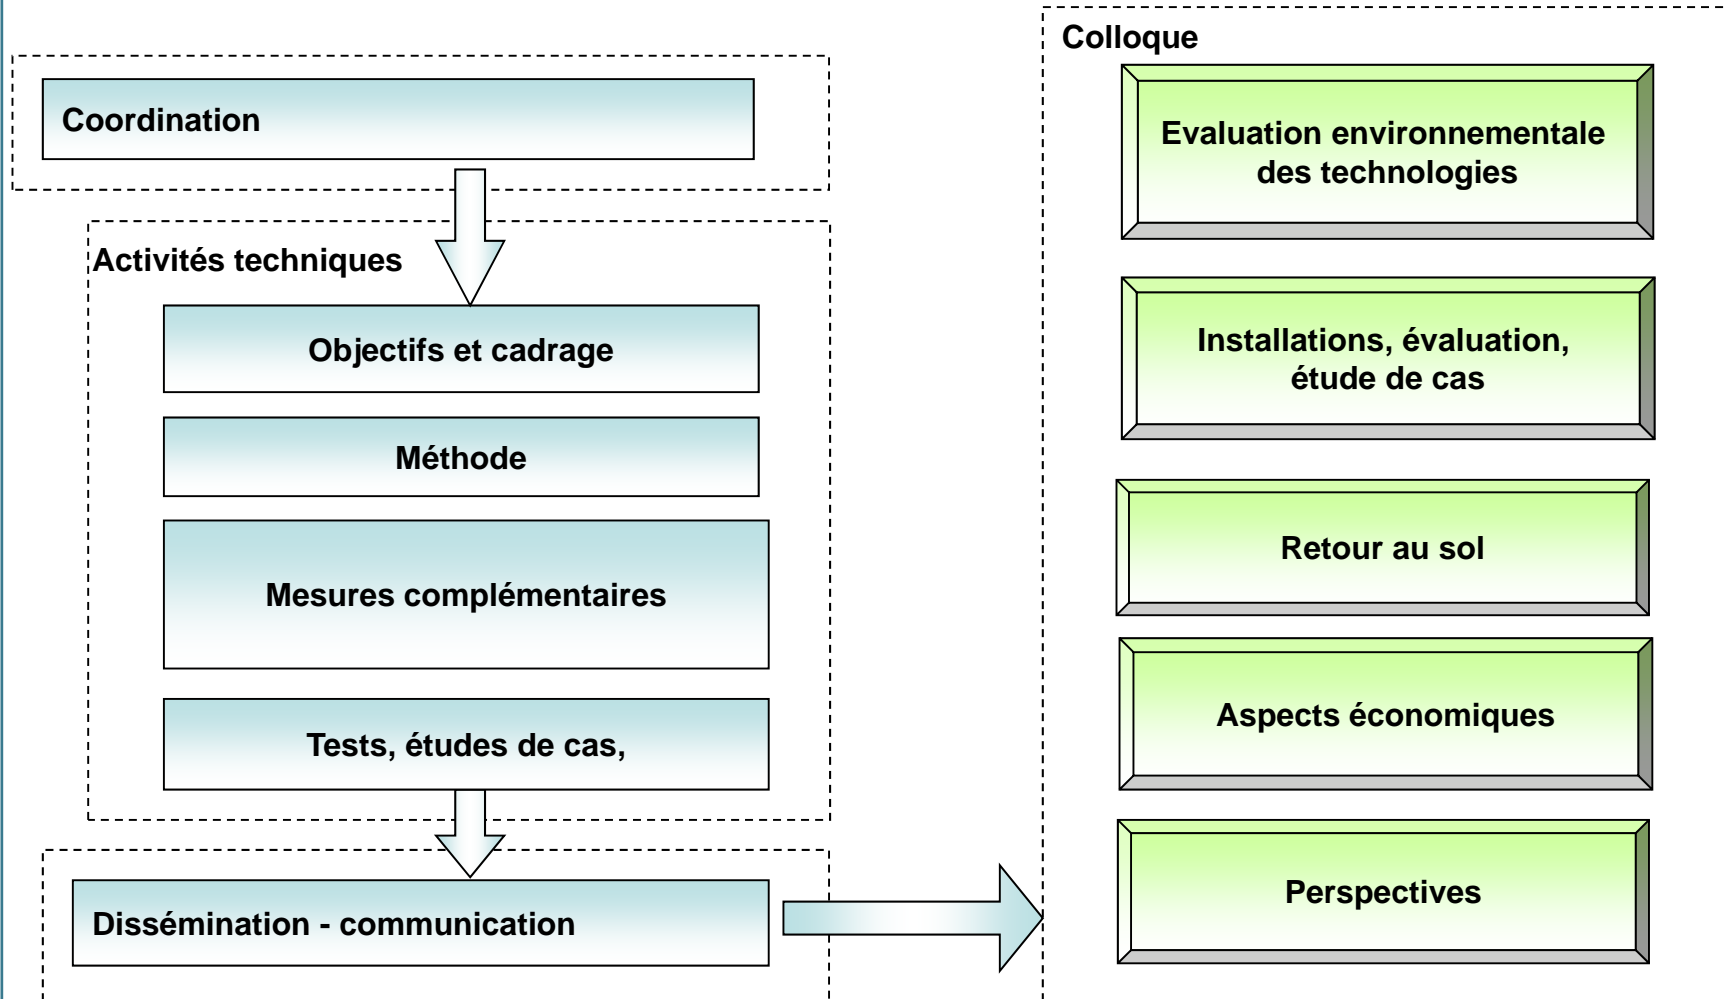 Coordination
Activités techniques
Objectifs et cadrage
Méthode
Mesures complémentaires
Tests, études de cas,
Dissémination - communication
Colloque
Evaluation environnementale
des technologies
Installations, évaluation,
étude de cas
Retour au sol
Aspects économiques
Perspectives